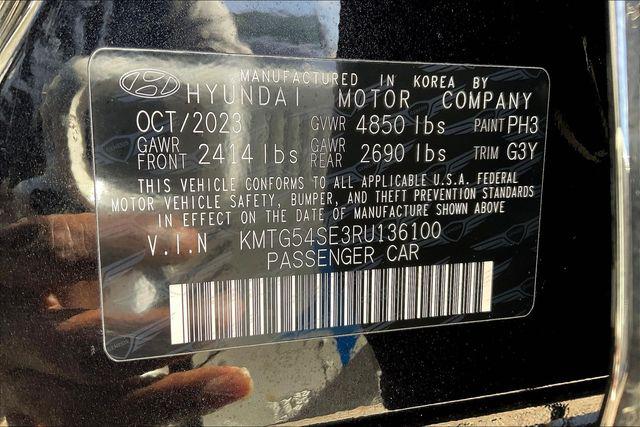 MANUFACTURED IN KOREA BY
HYUNDAI MOTOR COMPANY
OCT/2023 GVWR 4850 lbs PAINT PH3
GAWR FRONT 2414 lbs GAWR REAR 2690 lbs TRIM G3Y
THIS VEHICLE CONFORMS TO ALL APPLICABLE U.S.A. FEDERAL
MOTOR VEHICLE SAFETY, BUMPER, AND THEFT PREVENTION STANDARDS
IN EFFECT ON THE DATE OF MANUFACTURE SHOWN ABOVE
V.I.N KMTG54SE3RU136100
PASSENGER CAR